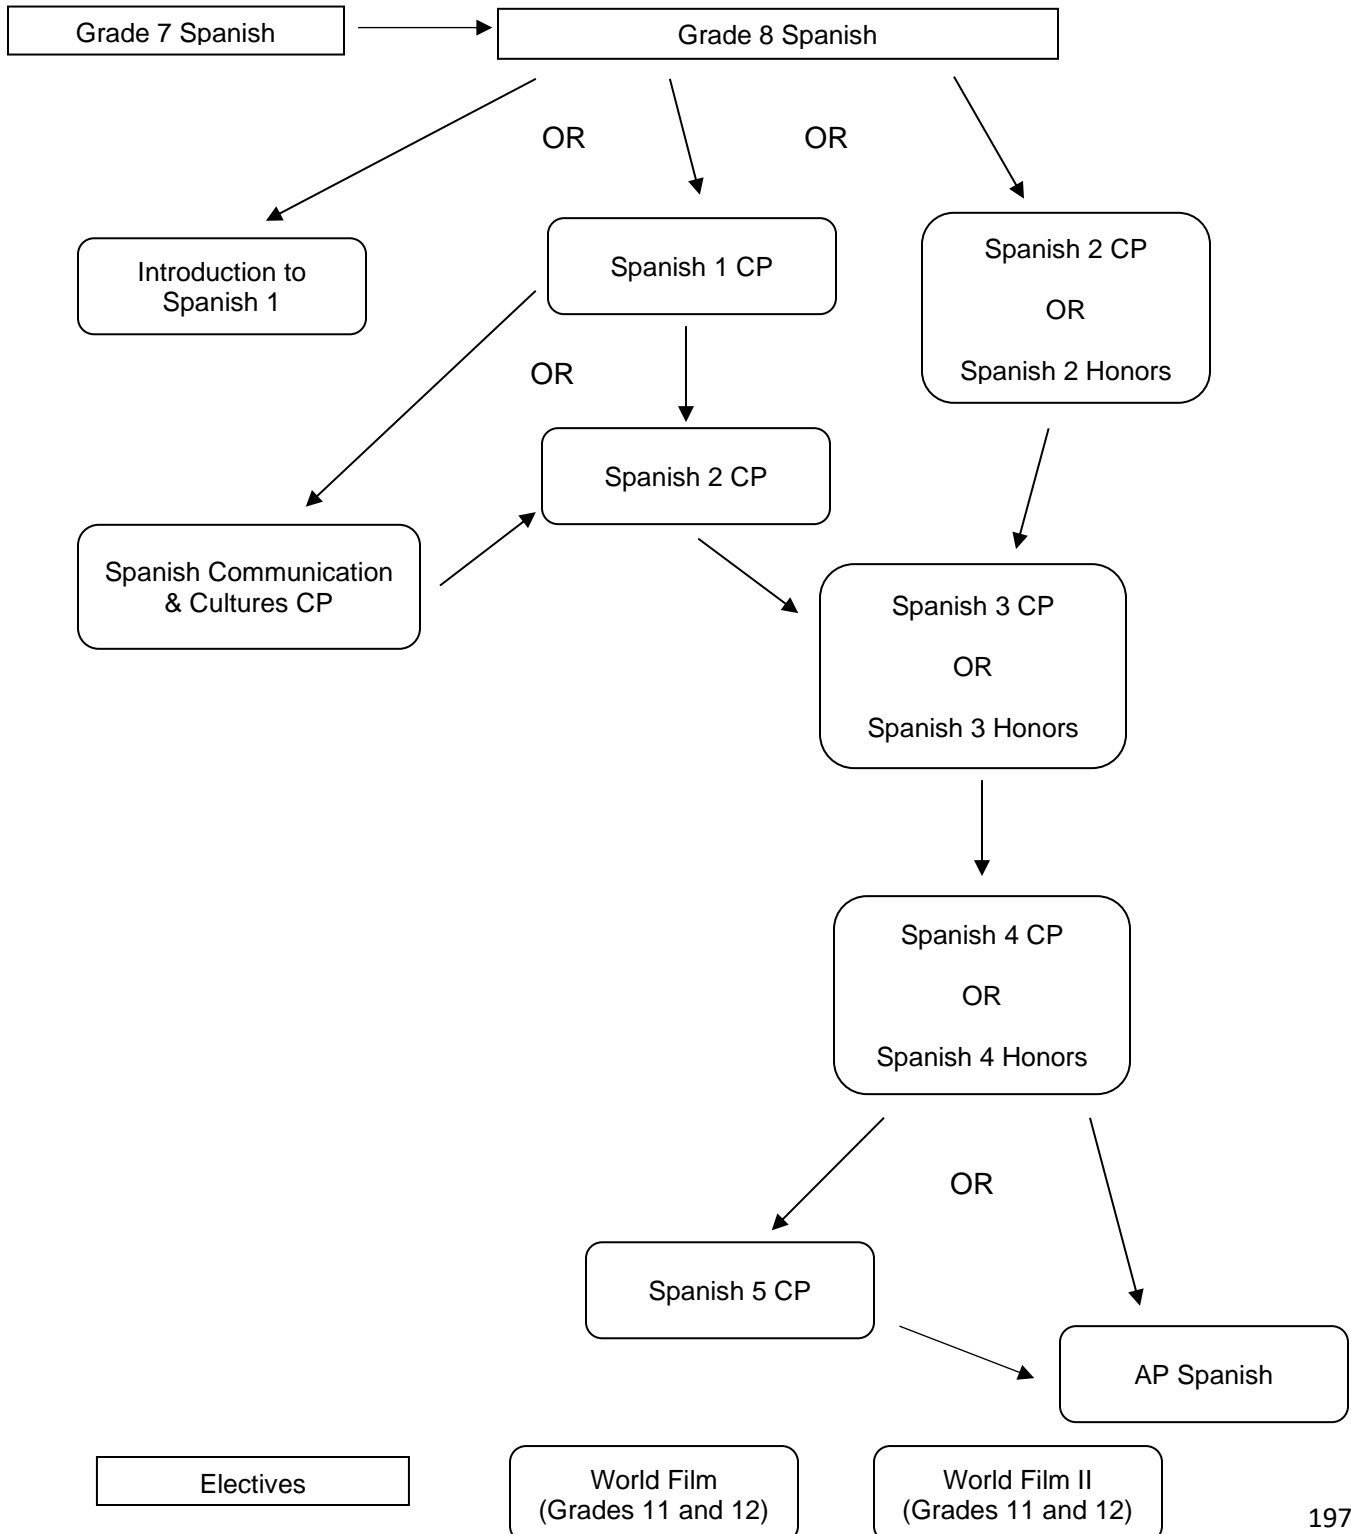 Grade 7 Spanish
Grade 8 Spanish
OR
OR
Introduction to
Spanish 1
Spanish 1 CP
Spanish 2 CP
OR
Spanish 2 Honors
OR
Spanish 2 CP
Spanish Communication
& Cultures CP
Spanish 3 CP
OR
Spanish 3 Honors
Spanish 4 CP
OR
Spanish 4 Honors
OR
Spanish 5 CP
AP Spanish
Electives
World Film
(Grades 11 and 12)
World Film II
(Grades 11 and 12)
197